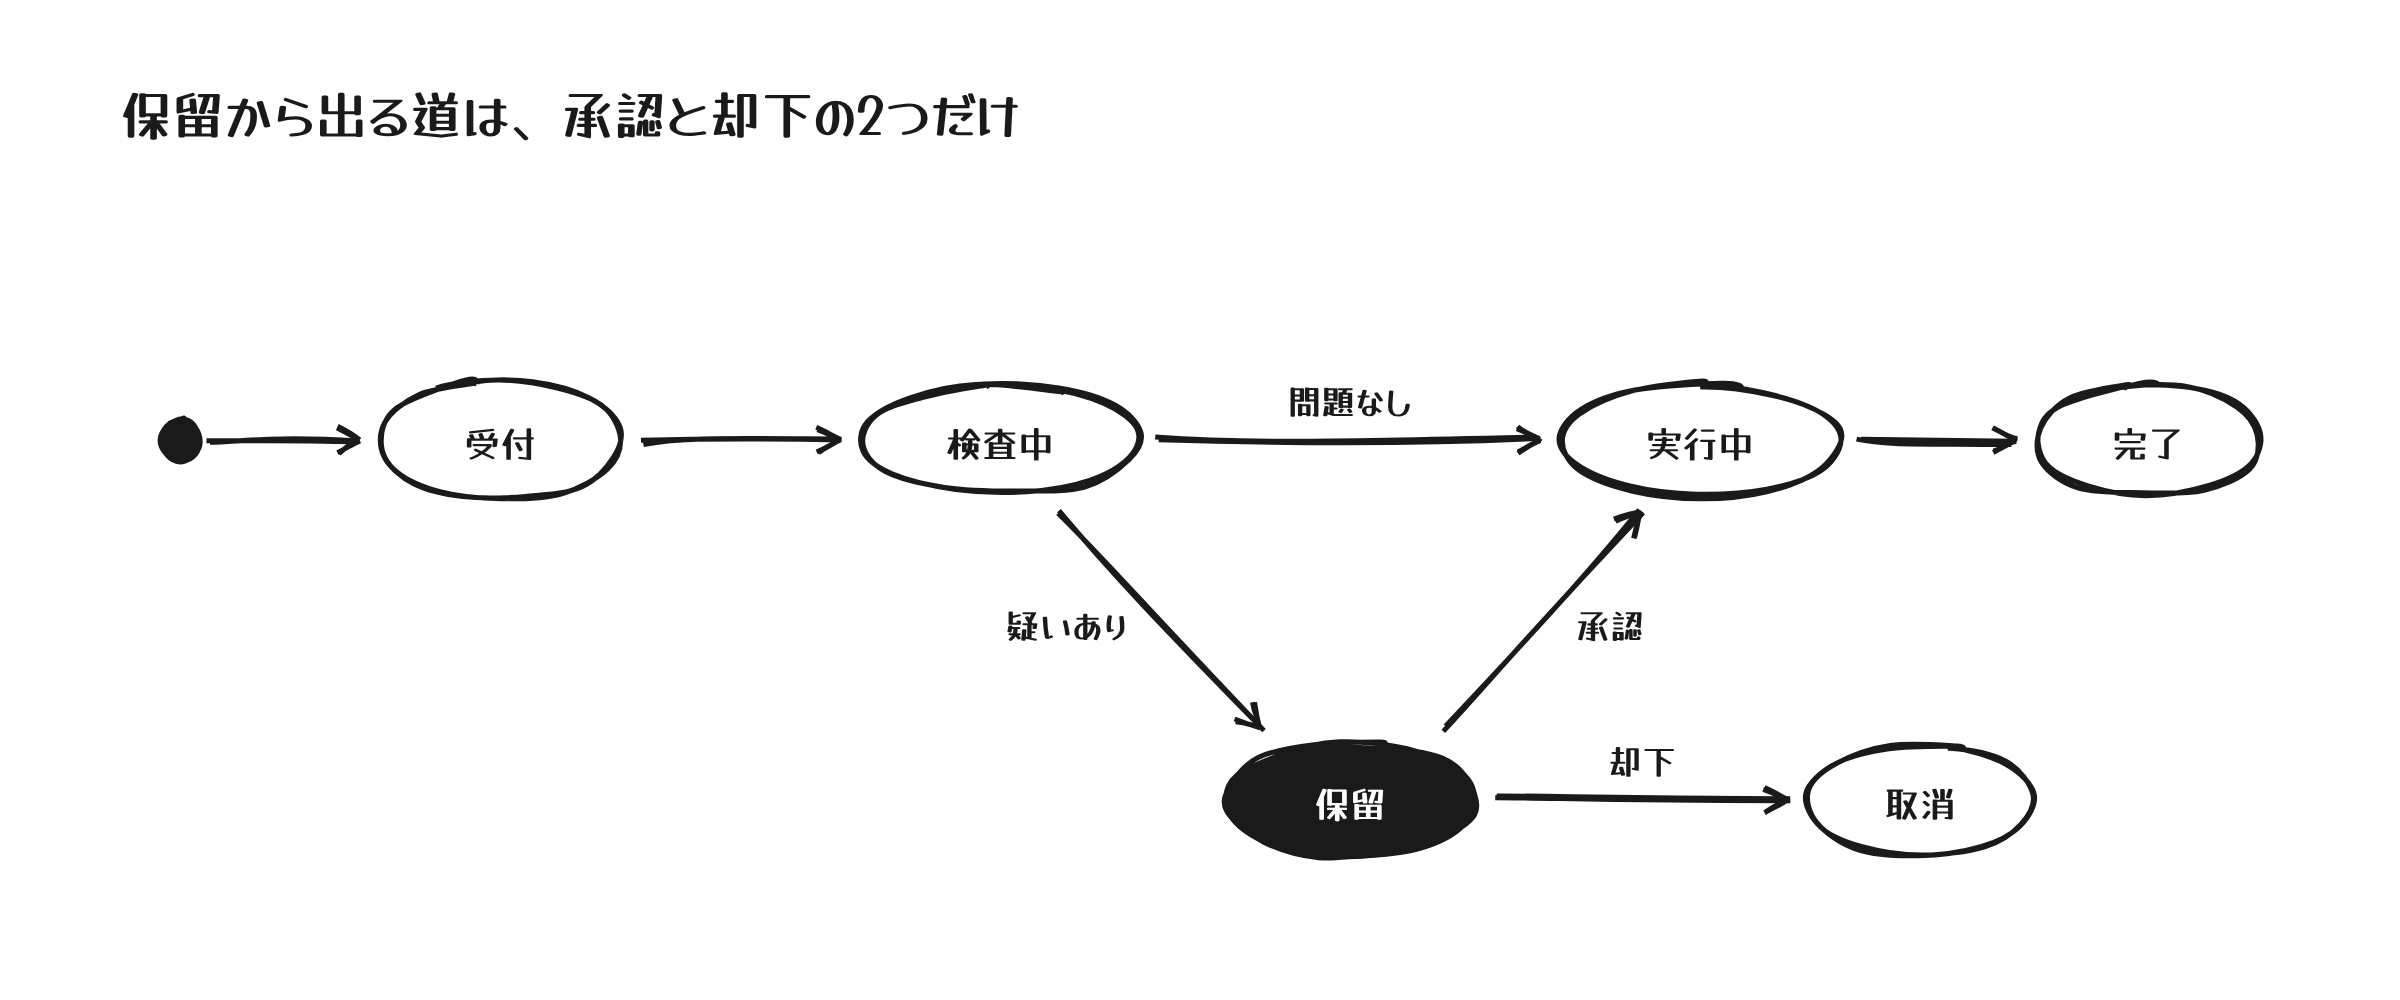 保留から出る道は、承認と却下の2つだけ
受付
検査中
問題なし
実行中
完了
疑いあり
承認
保留
却下
取消